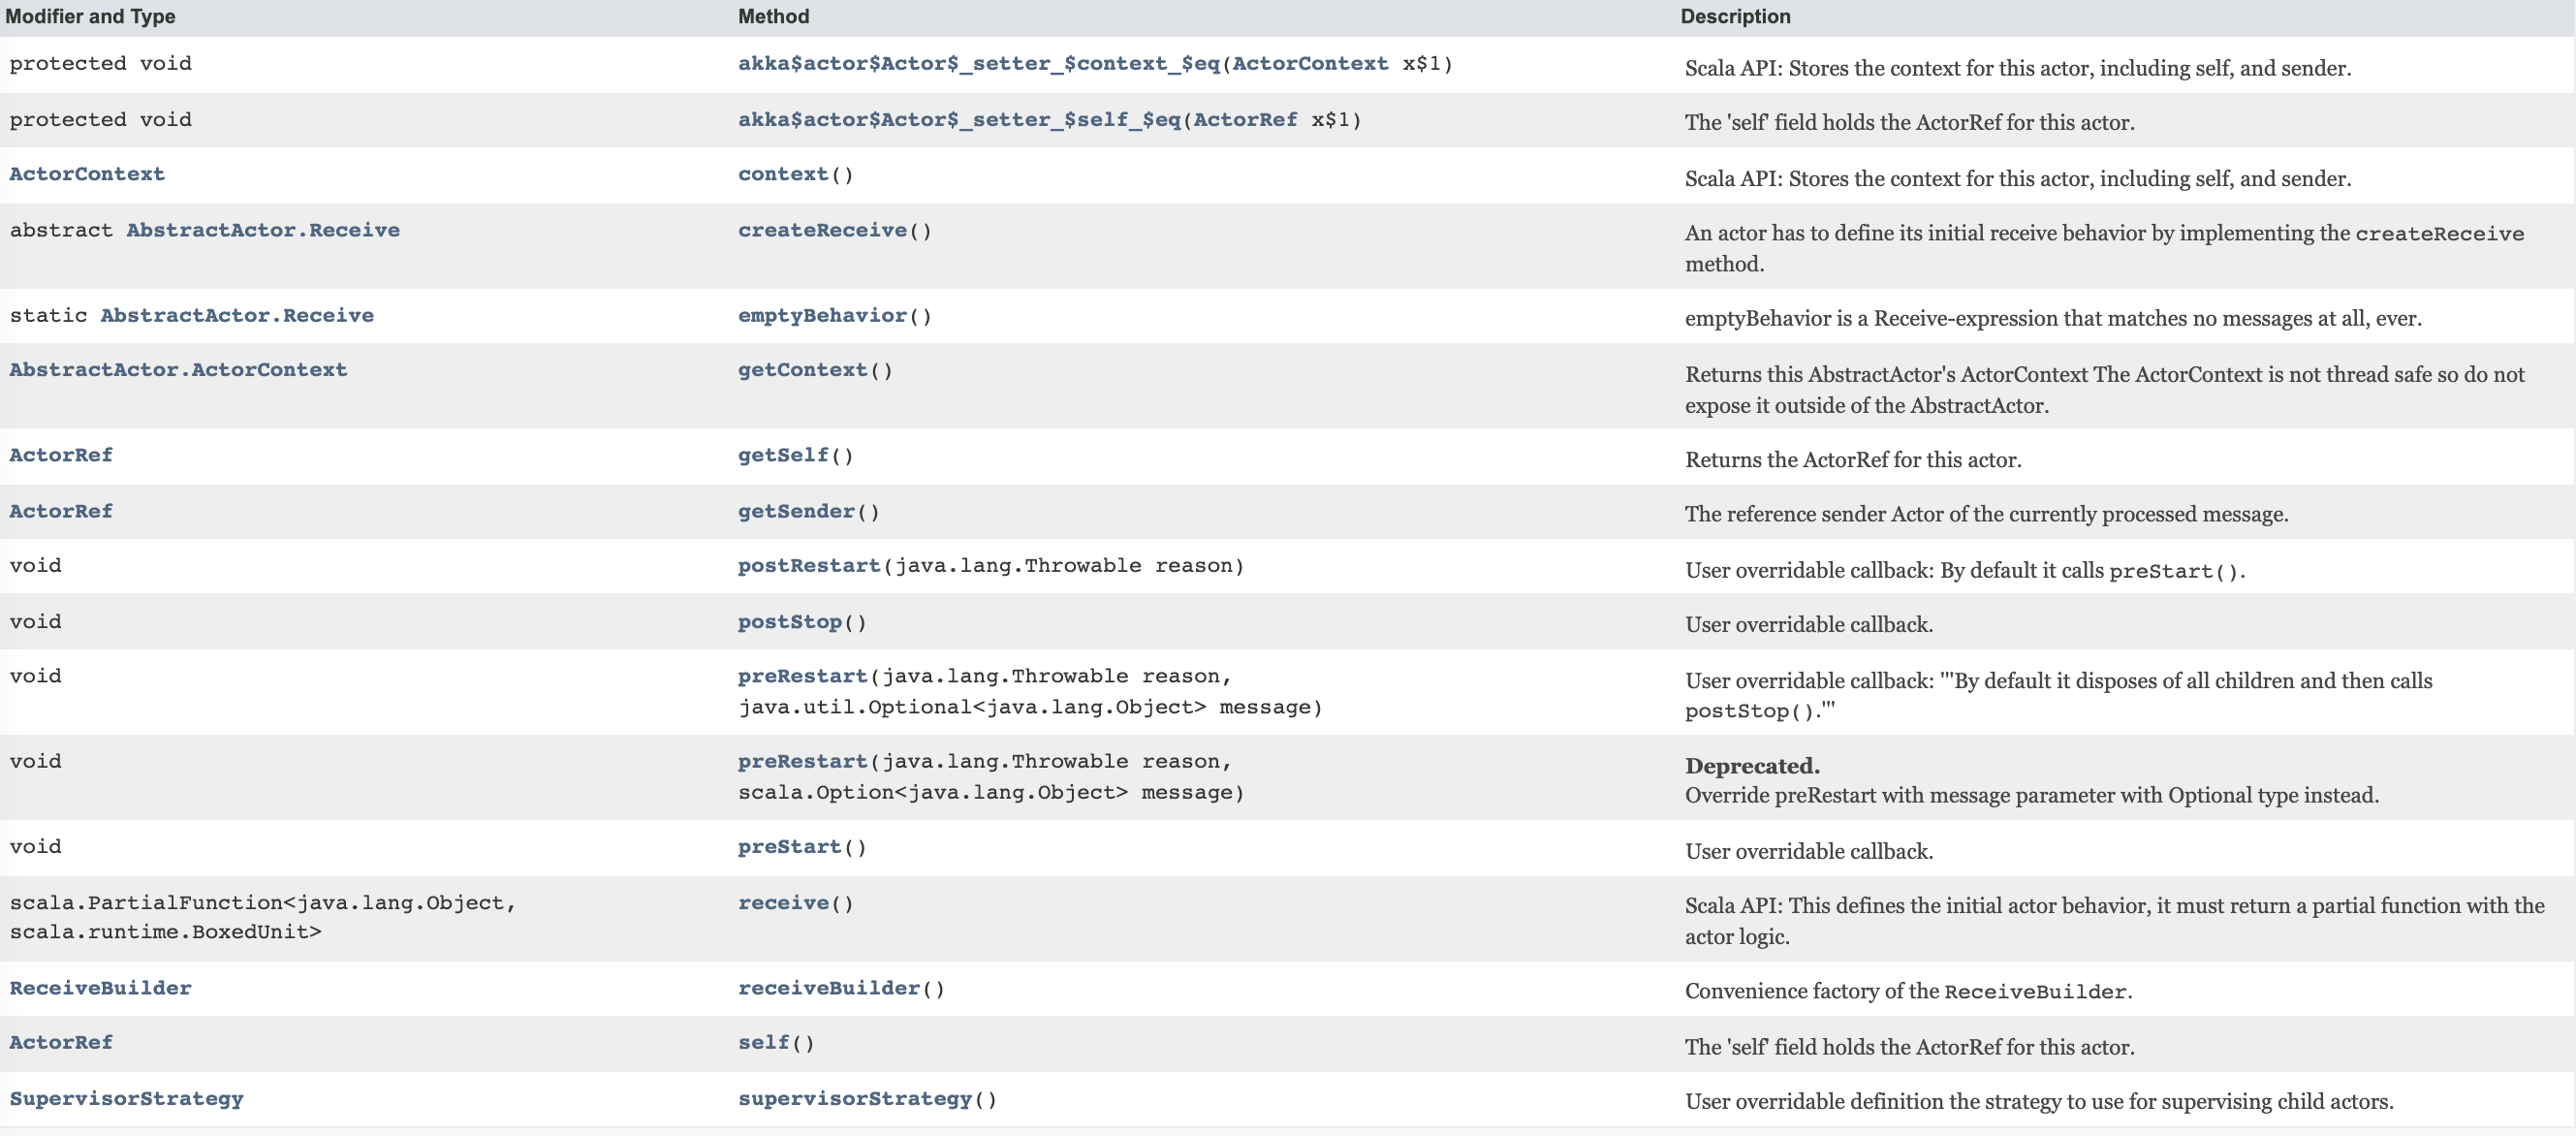 Modifier and Type Method Description
protected void akka$actor$Actor$_setter_$context_$eq(ActorContext x$1) Scala API: Stores the context for this actor, including self, and sender.
protected void akka$actor$Actor$_setter_$self_$eq(ActorRef x$1) The 'self' field holds the ActorRef for this actor.
ActorContext context() Scala API: Stores the context for this actor, including self, and sender.
abstract AbstractActor.Receive createReceive() An actor has to define its initial receive behavior by implementing the createReceive
method.
static AbstractActor.Receive emptyBehavior() emptyBehavior is a Receive-expression that matches no messages at all, ever.
AbstractActor.ActorContext getContext() Returns this AbstractActor's ActorContext The ActorContext is not thread safe so do not
expose it outside of the AbstractActor.
ActorRef getSelf() Returns the ActorRef for this actor.
ActorRef getSender() The reference sender Actor of the currently processed message.
void postRestart(java.lang.Throwable reason) User overridable callback: By default it calls preStart().
void postStop() User overridable callback.
void preRestart(java.lang.Throwable reason, User overridable callback: '''By default it disposes of all children and then calls
java.util.Optional<java.lang.Object> message) postStop().'''
void preRestart(java.lang.Throwable reason, Deprecated.
scala.Option<java.lang.Object> message) Override preRestart with message parameter with Optional type instead.
void preStart() User overridable callback.
scala.PartialFunction<java.lang.Object, receive() Scala API: This defines the initial actor behavior, it must return a partial function with the
scala.runtime.BoxedUnit> actor logic.
ReceiveBuilder receiveBuilder() Convenience factory of the ReceiveBuilder.
ActorRef self() The 'self' field holds the ActorRef for this actor.
SupervisorStrategy supervisorStrategy() User overridable definition the strategy to use for supervising child actors.